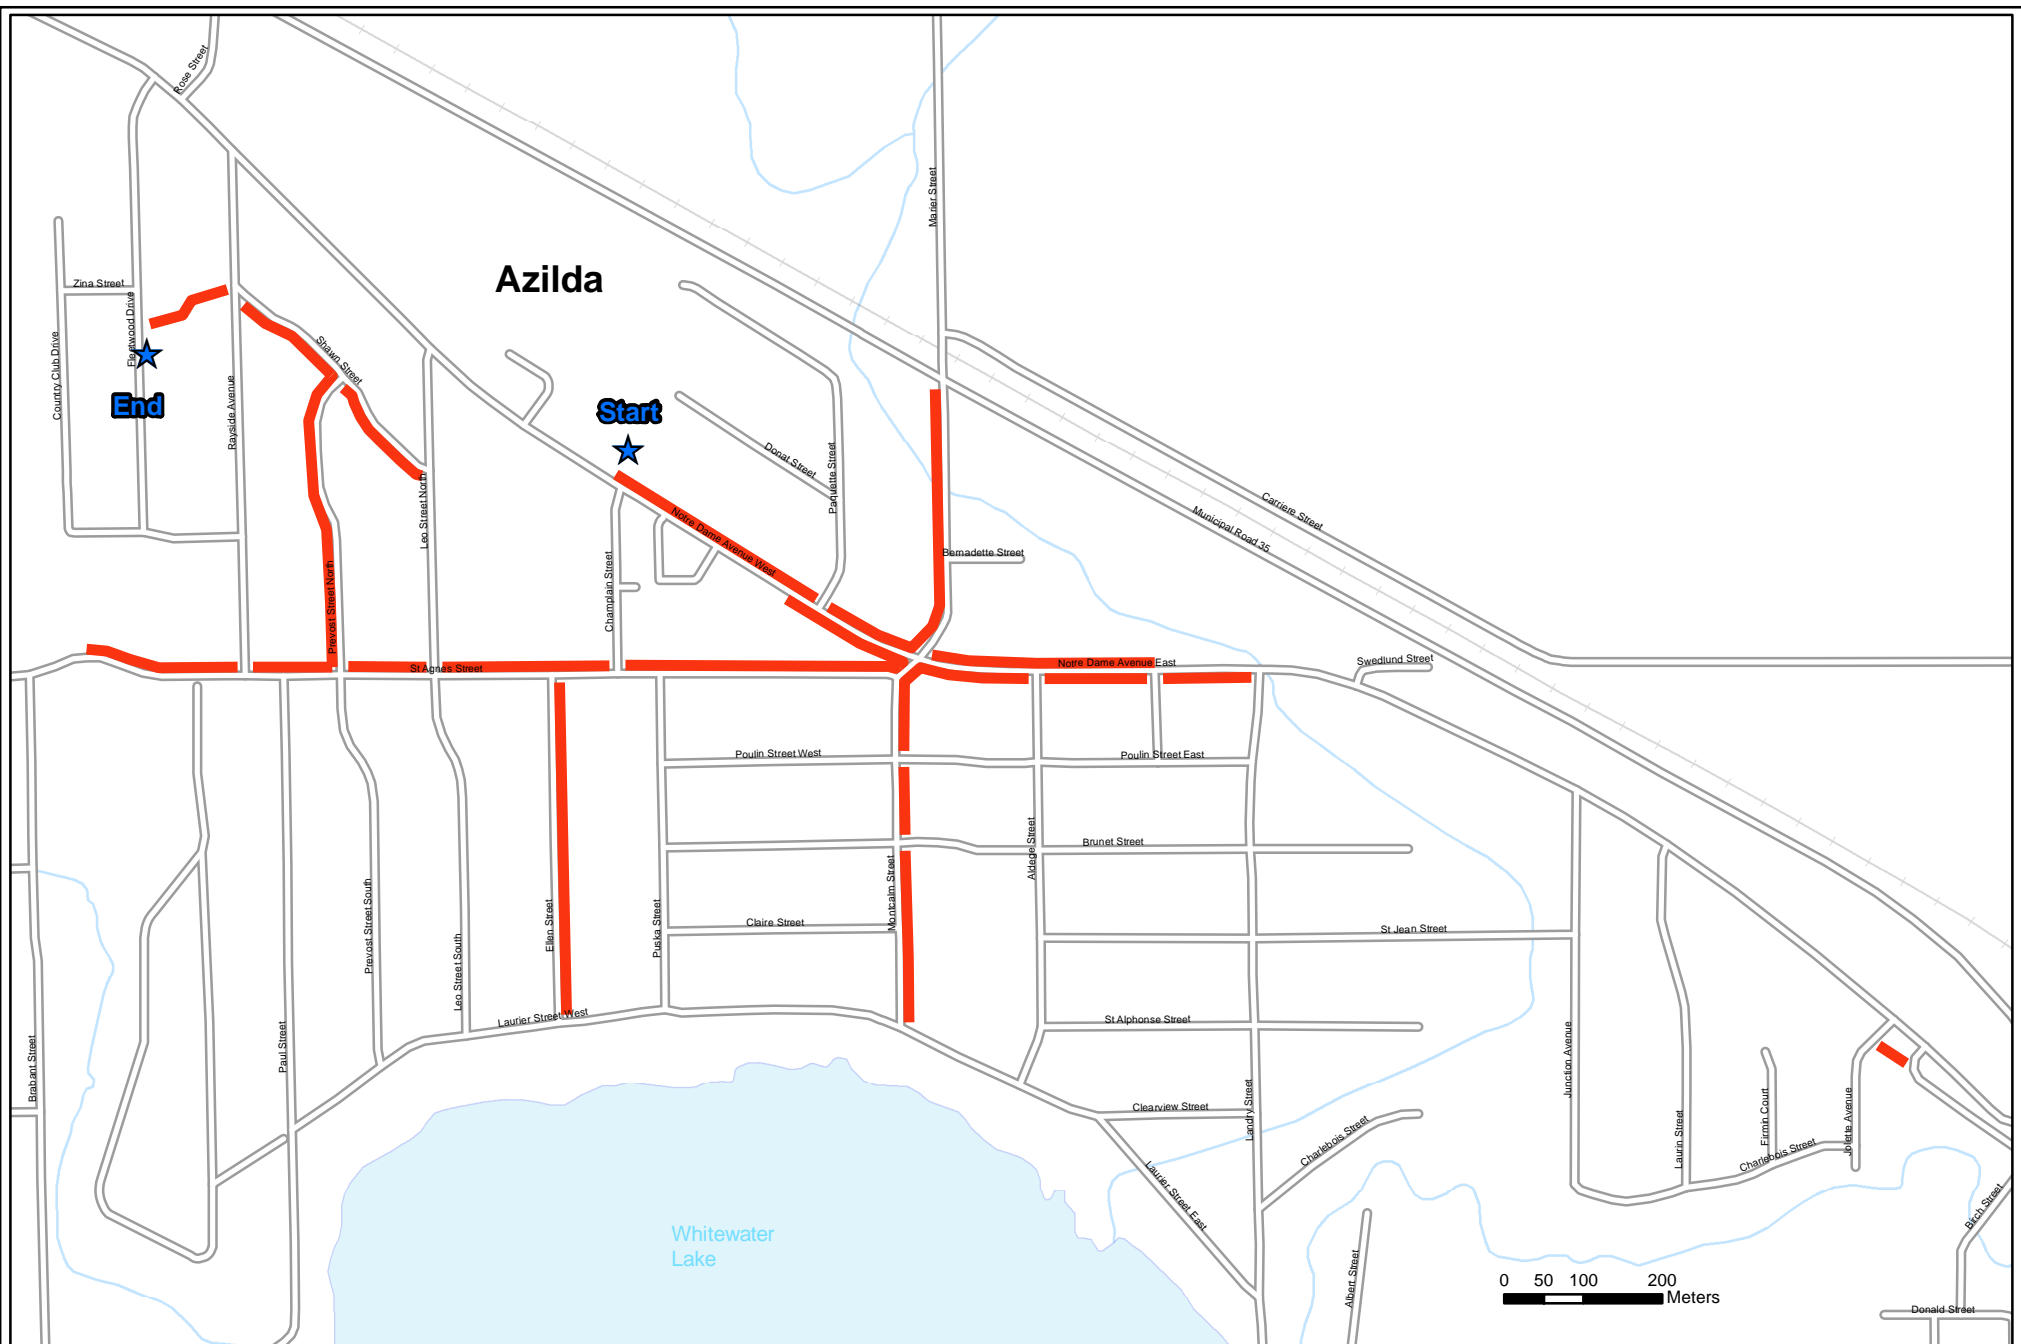 Rose Street
Marier Street
Azilda
Zina Street
Fleetwood Drive
Country Club Drive
Shawn Street
Rayside Avenue
End
Start
Donat Street
Paquette Street
Leo Street North
Notre Dame Avenue West
Carriere Street
Municipal Road 35
Bernadette Street
Champlain Street
Prevost Street North
St Agnes Street
Notre Dame Avenue East
Swedlund Street
Poulin Street West
Poulin Street East
Brunet Street
Aldege Street
Montcalm Street
Claire Street
Puska Street
Ellen Street
Prevost Street South
Leo Street South
St Jean Street
Laurier Street West
St Alphonse Street
Paul Street
Brabant Street
Junction Avenue
Clearview Street
Landry Street
Charlebois Street
Laurin Street
Firmin Court
Charlebois Street
Joliette Avenue
Laurier Street East
Birch Street
Whitewater
Lake
Albert Street
0 50 100 200
Meters
Donald Street